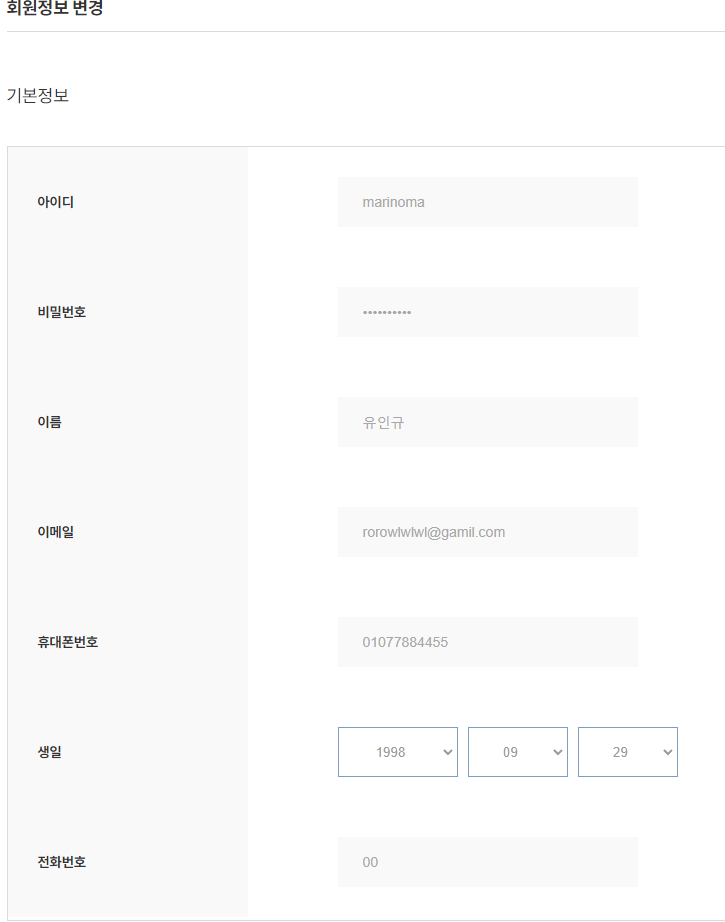 회원정보 변경
기본정보
아이디 marinoma
비밀번호 ••••••••••
이름 유인규
이메일 rorowlwlwl@gamil.com
휴대폰번호 01077884455
생일 1998 09 29
전화번호 00